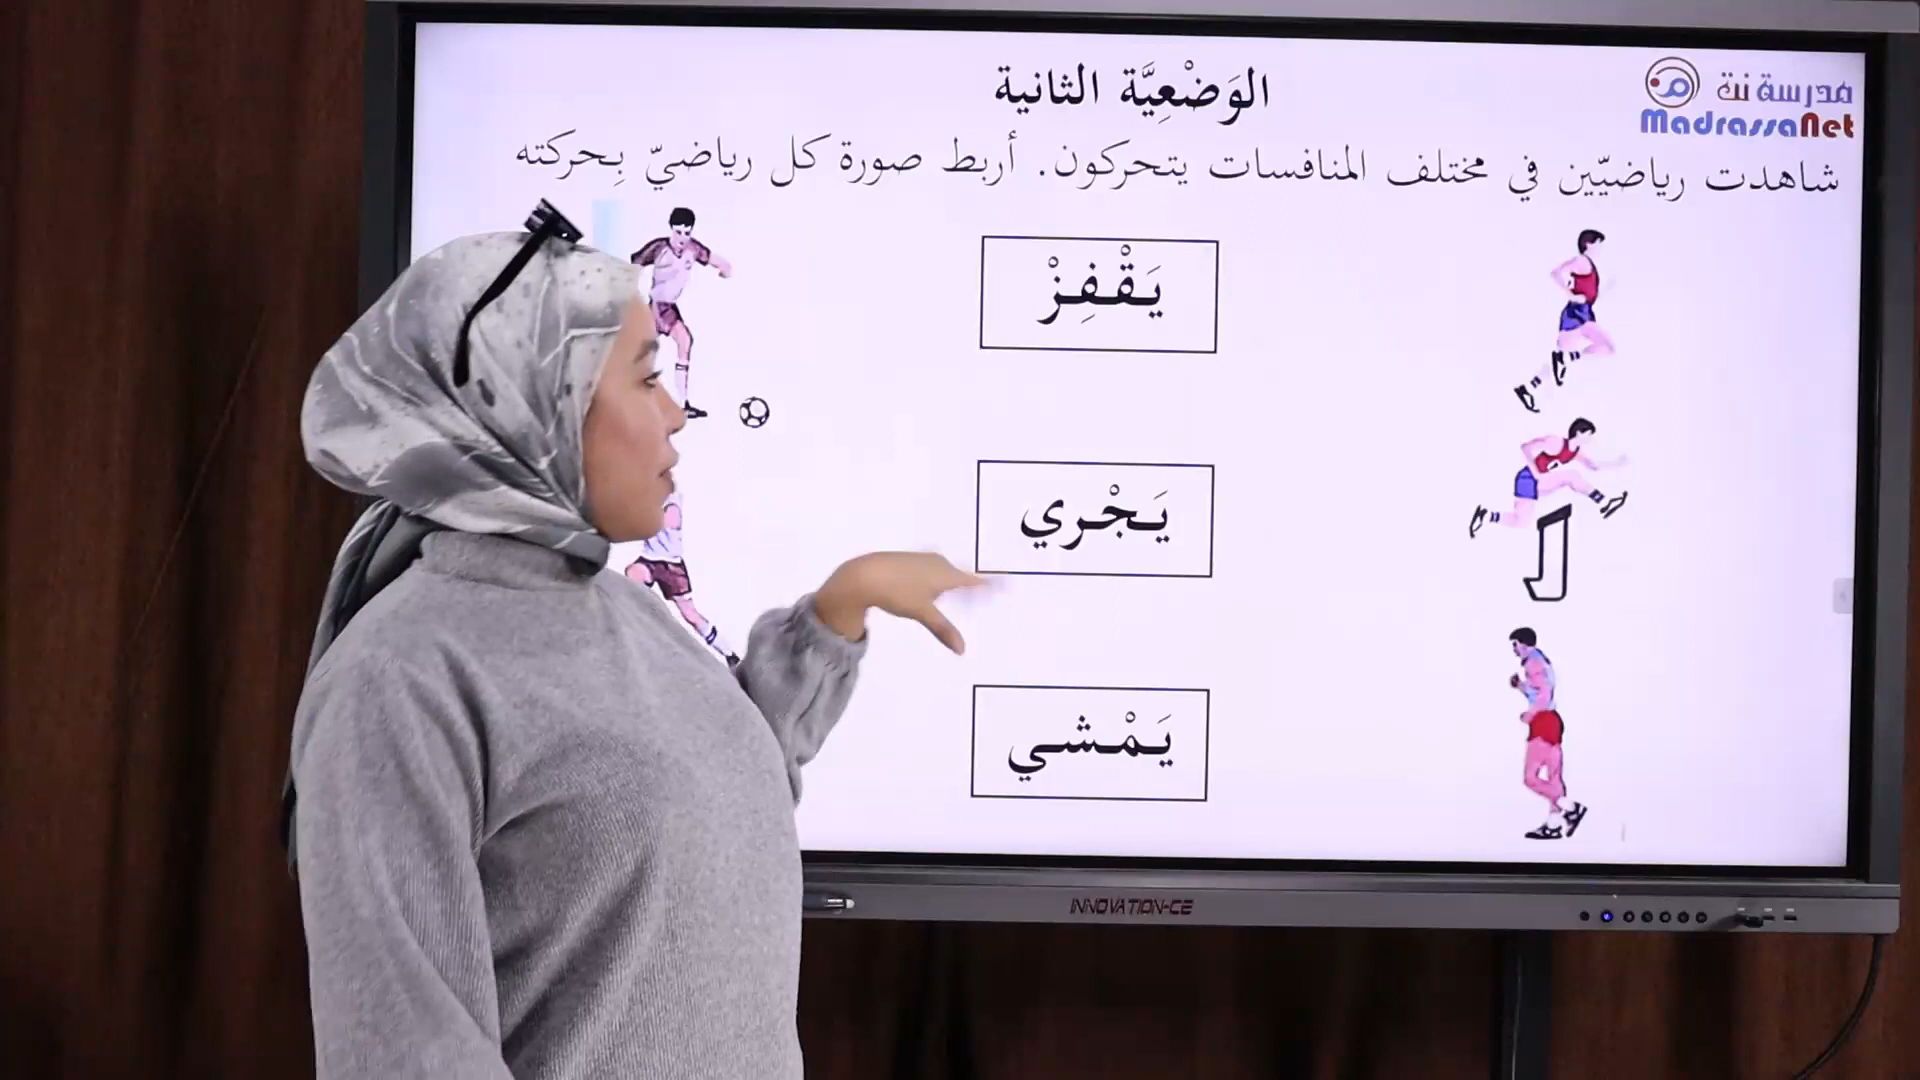 الوَضْعِيَّة الثانية
مدرسة نت
MadrassaNet
شاهدت رياضيّين في مختلف المنافسات يتحركون. أربط صورة كل رياضيّ بِحركته
يَقْفِزْ
يَجْري
يَمْشي
INNOVATION-CE